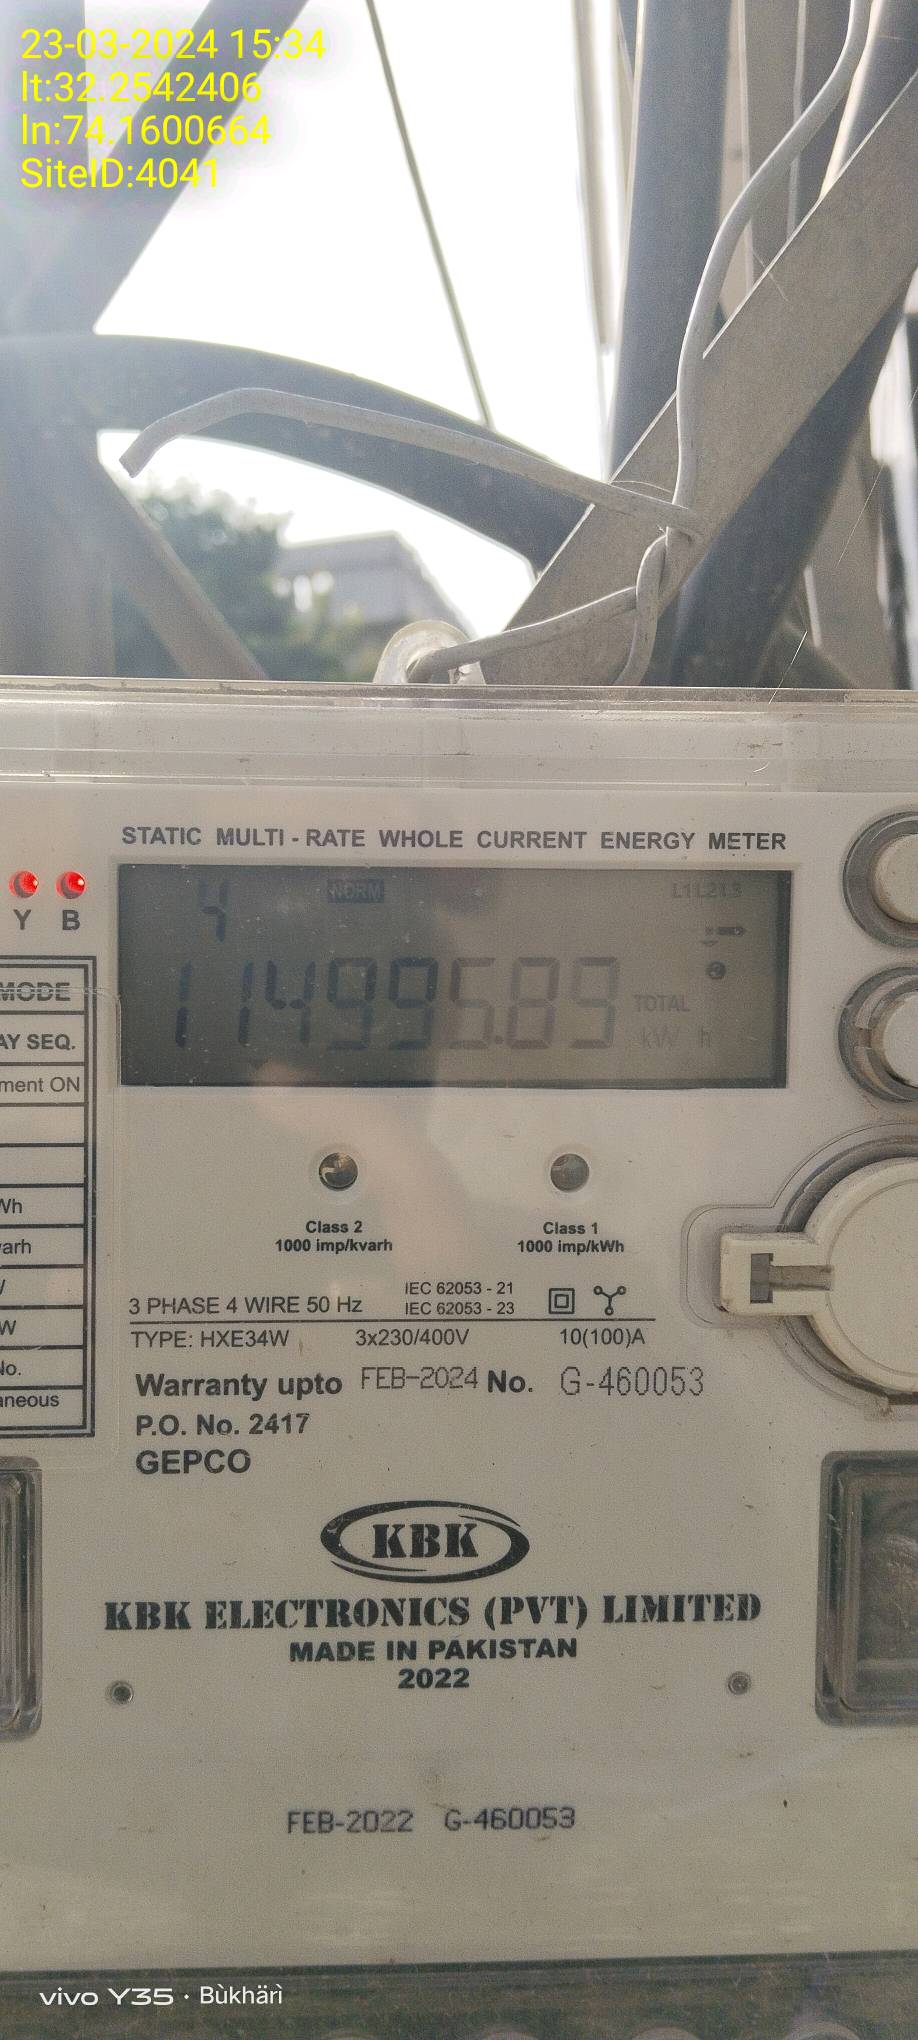 23-03-2024 15:34
lt:32.2542406
ln:74.1600664
SiteID:4041
STATIC MULTI - RATE WHOLE CURRENT ENERGY METER
Y B
4 NORM L1L2L3
114995.89 TOTAL
kW h
MODE
AY SEQ.
ment ON
Wh
varh
W
No.
aneous
Class 2
1000 imp/kvarh
Class 1
1000 imp/kWh
3 PHASE 4 WIRE 50 Hz
IEC 62053 - 21
IEC 62053 - 23
TYPE: HXE34W 3x230/400V 10(100)A
Warranty upto FEB-2024 No. G-460053
P.O. No. 2417
GEPCO
KBK
KBK ELECTRONICS (PVT) LIMITED
MADE IN PAKISTAN
2022
FEB-2022 G-460053
vivo Y35 · Bùkhärì